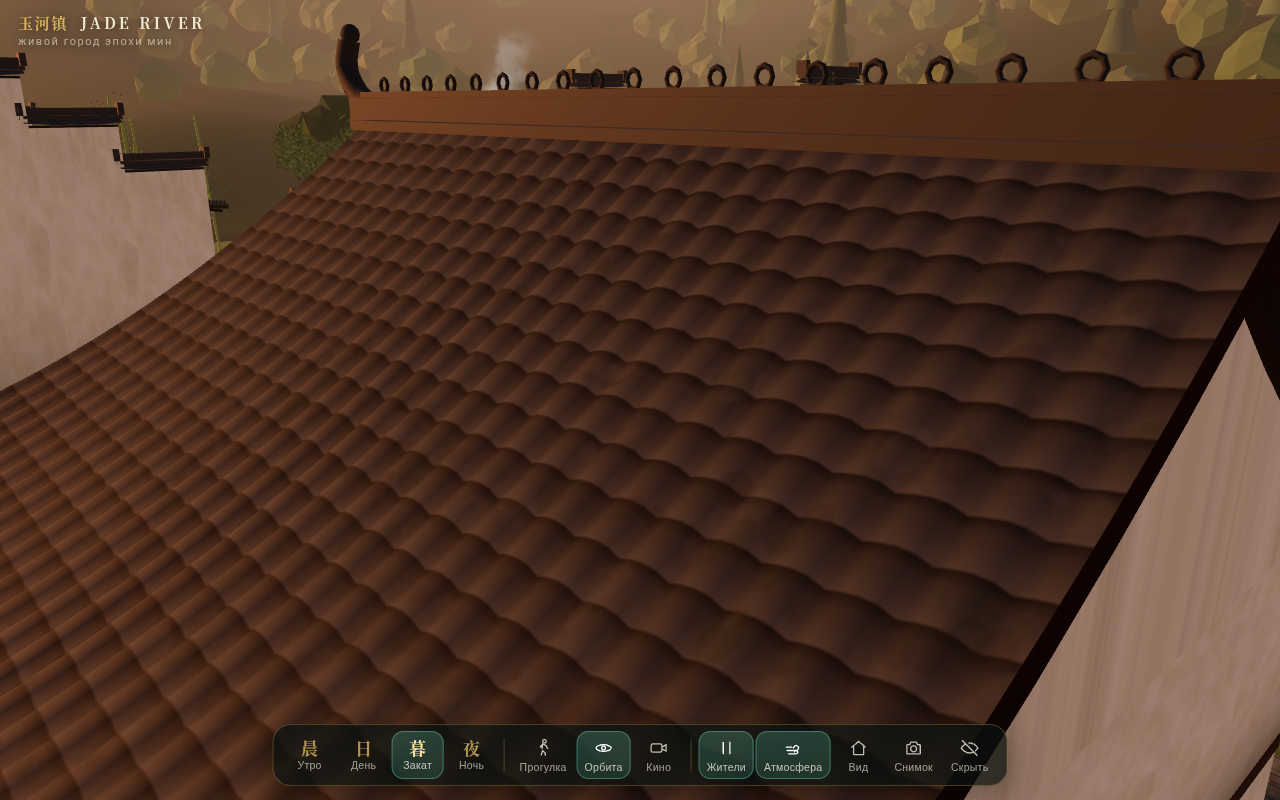 玉河镇 JADE RIVER
живой город эпохи мин
晨 日 暮 夜
Утро День Закат Ночь Прогулка Орбита Кино Жители Атмосфера Вид Снимок Скрыть